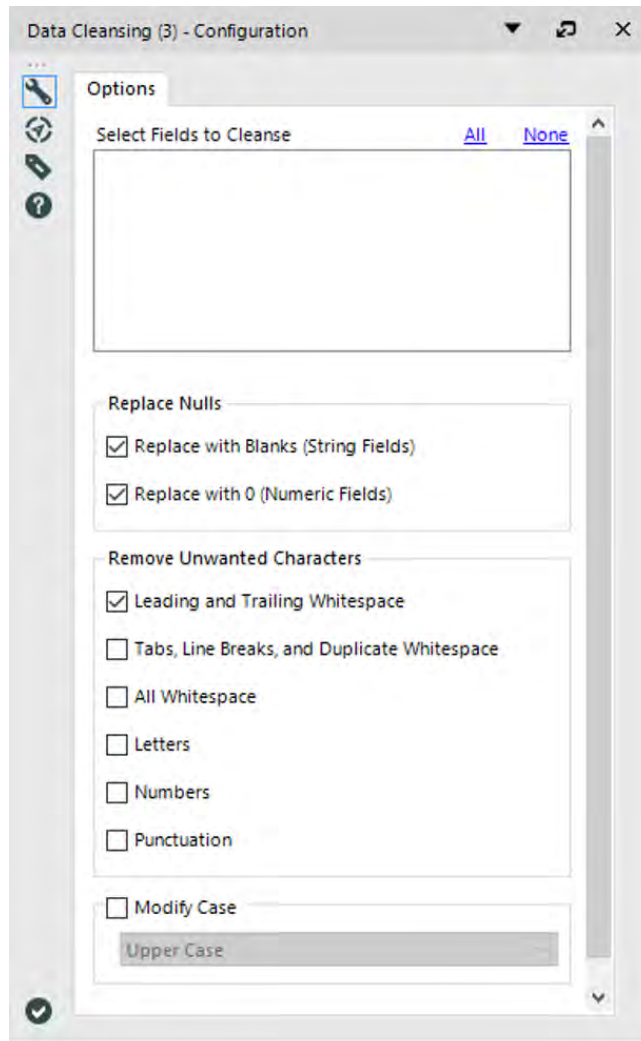 Data Cleansing (3) - Configuration
Options
Select Fields to Cleanse All None
Replace Nulls
Replace with Blanks (String Fields)
Replace with 0 (Numeric Fields)
Remove Unwanted Characters
Leading and Trailing Whitespace
Tabs, Line Breaks, and Duplicate Whitespace
All Whitespace
Letters
Numbers
Punctuation
Modify Case
Upper Case